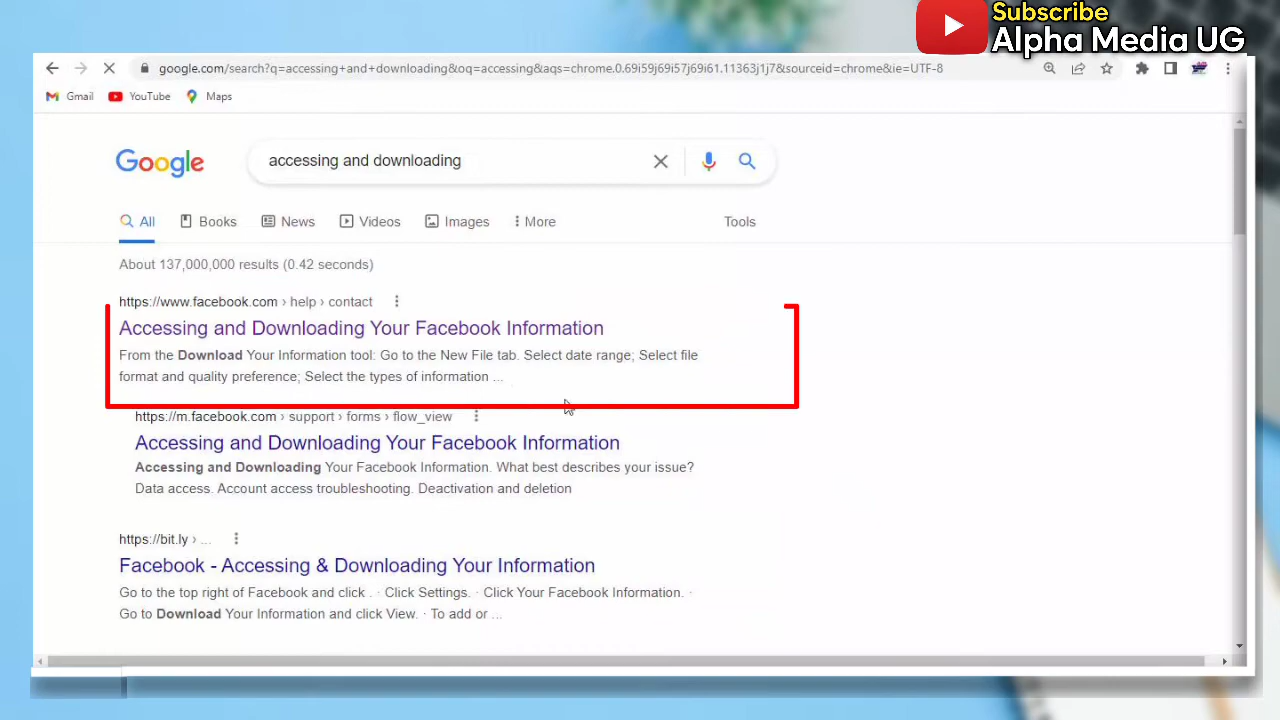 Subscribe
Alpha Media UG
google.com/search?q=accessing+and+downloading&oq=accessing&aqs=chrome.0.69i59j69i57j69i61.11363j1j7&sourceid=chrome&ie=UTF-8
Gmail YouTube Maps
Google accessing and downloading
All Books News Videos Images More Tools
About 137,000,000 results (0.42 seconds)
https://www.facebook.com › help › contact
Accessing and Downloading Your Facebook Information
From the Download Your Information tool: Go to the New File tab. Select date range; Select file
format and quality preference; Select the types of information ...
https://m.facebook.com › support › forms › flow_view
Accessing and Downloading Your Facebook Information
Accessing and Downloading Your Facebook Information. What best describes your issue?
Data access. Account access troubleshooting. Deactivation and deletion
https://bit.ly › ...
Facebook - Accessing & Downloading Your Information
Go to the top right of Facebook and click . · Click Settings. · Click Your Facebook Information. ·
Go to Download Your Information and click View. · To add or ...